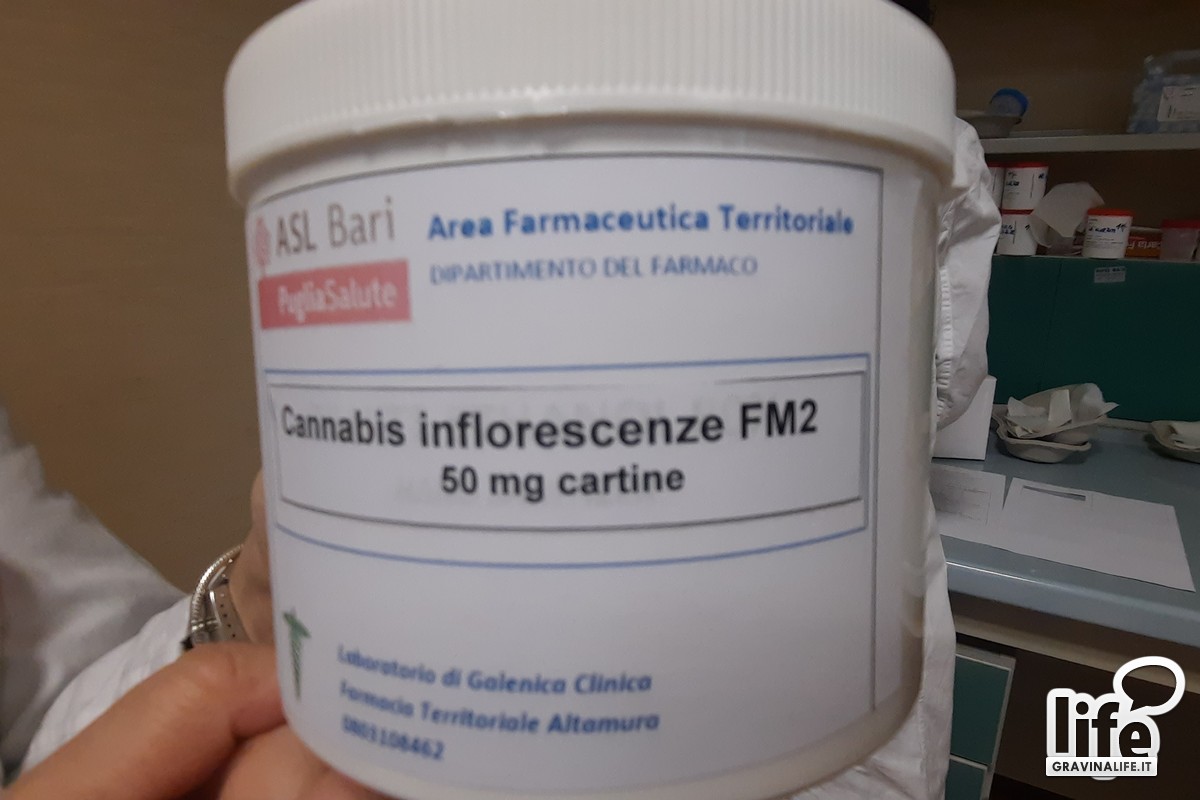 ASL Bari
PugliaSalute
Area Farmaceutica Territoriale
DIPARTIMENTO DEL FARMACO
Cannabis inflorescenze FM2
50 mg cartine
Laboratorio di Galenica Clinica
Farmacia Territoriale Altamura
0803108462
life
GRAVINALIFE.IT